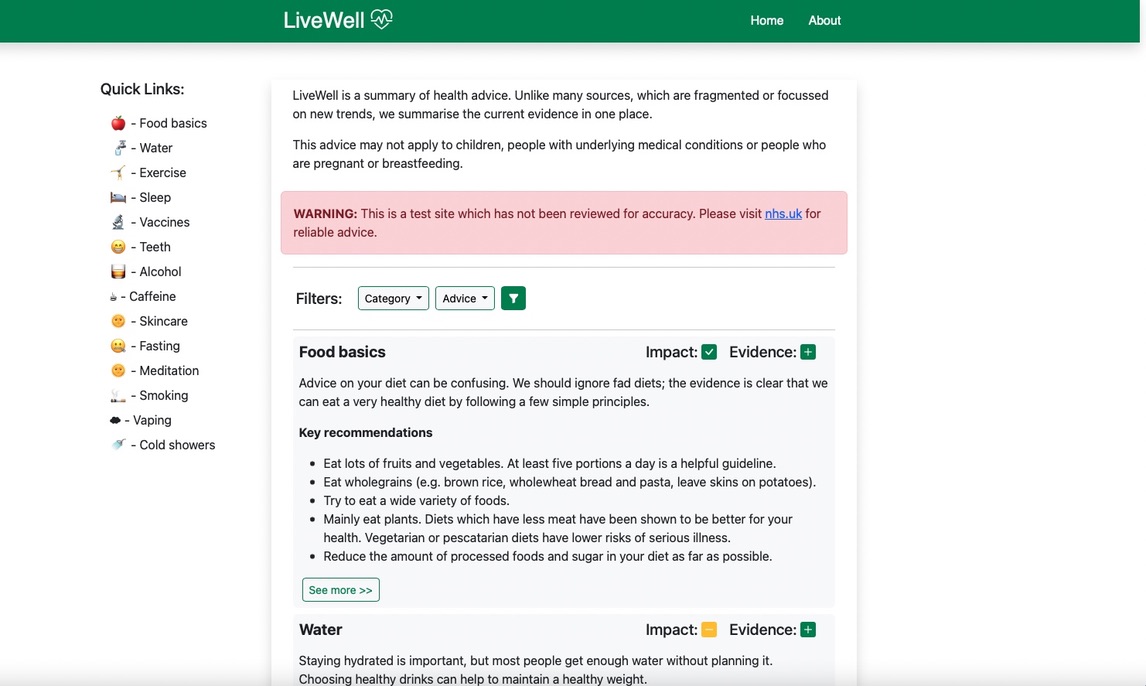 LiveWell
Home About
Quick Links:
- Food basics
- Water
- Exercise
- Sleep
- Vaccines
- Teeth
- Alcohol
- Caffeine
- Skincare
- Fasting
- Meditation
- Smoking
- Vaping
- Cold showers
LiveWell is a summary of health advice. Unlike many sources, which are fragmented or focussed
on new trends, we summarise the current evidence in one place.
This advice may not apply to children, people with underlying medical conditions or people who
are pregnant or breastfeeding.
WARNING: This is a test site which has not been reviewed for accuracy. Please visit nhs.uk for
reliable advice.
Filters: Category Advice
Food basics Impact: Evidence:
Advice on your diet can be confusing. We should ignore fad diets; the evidence is clear that we
can eat a very healthy diet by following a few simple principles.
Key recommendations
• Eat lots of fruits and vegetables. At least five portions a day is a helpful guideline.
• Eat wholegrains (e.g. brown rice, wholewheat bread and pasta, leave skins on potatoes).
• Try to eat a wide variety of foods.
• Mainly eat plants. Diets which have less meat have been shown to be better for your
health. Vegetarian or pescatarian diets have lower risks of serious illness.
• Reduce the amount of processed foods and sugar in your diet as far as possible.
See more >>
Water Impact: Evidence:
Staying hydrated is important, but most people get enough water without planning it.
Choosing healthy drinks can help to maintain a healthy weight.